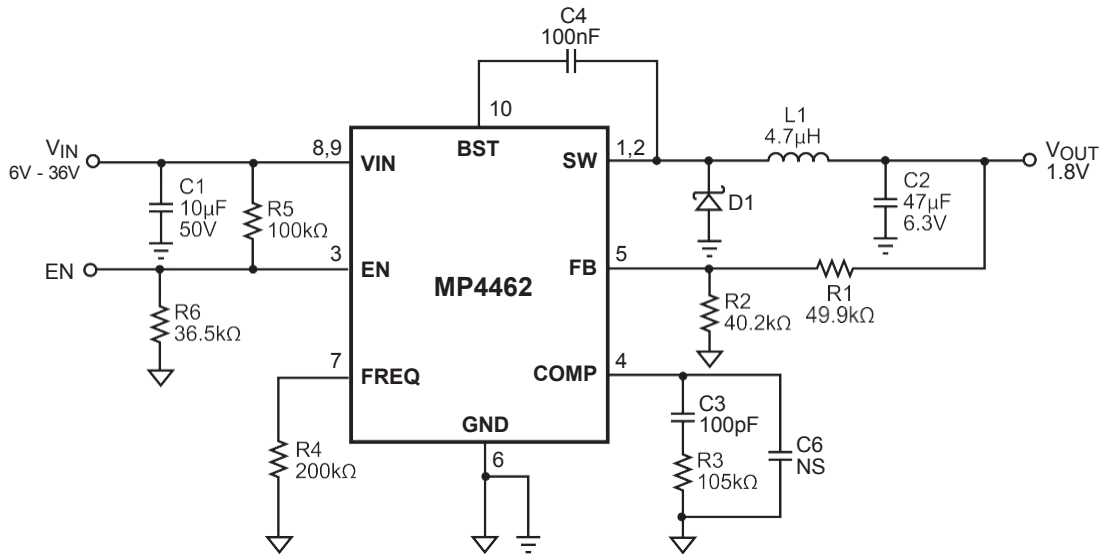 C4
100nF
10
BST
L1
4.7µH
VIN
6V - 36V
8,9
VIN
SW
1,2
VOUT
1.8V
C1
10µF
50V
R5
100kΩ
D1
C2
47µF
6.3V
EN
3
EN
MP4462
FB
5
R1
49.9kΩ
R2
40.2kΩ
R6
36.5kΩ
7
FREQ
COMP
4
R4
200kΩ
GND
6
C3
100pF
R3
105kΩ
C6
NS